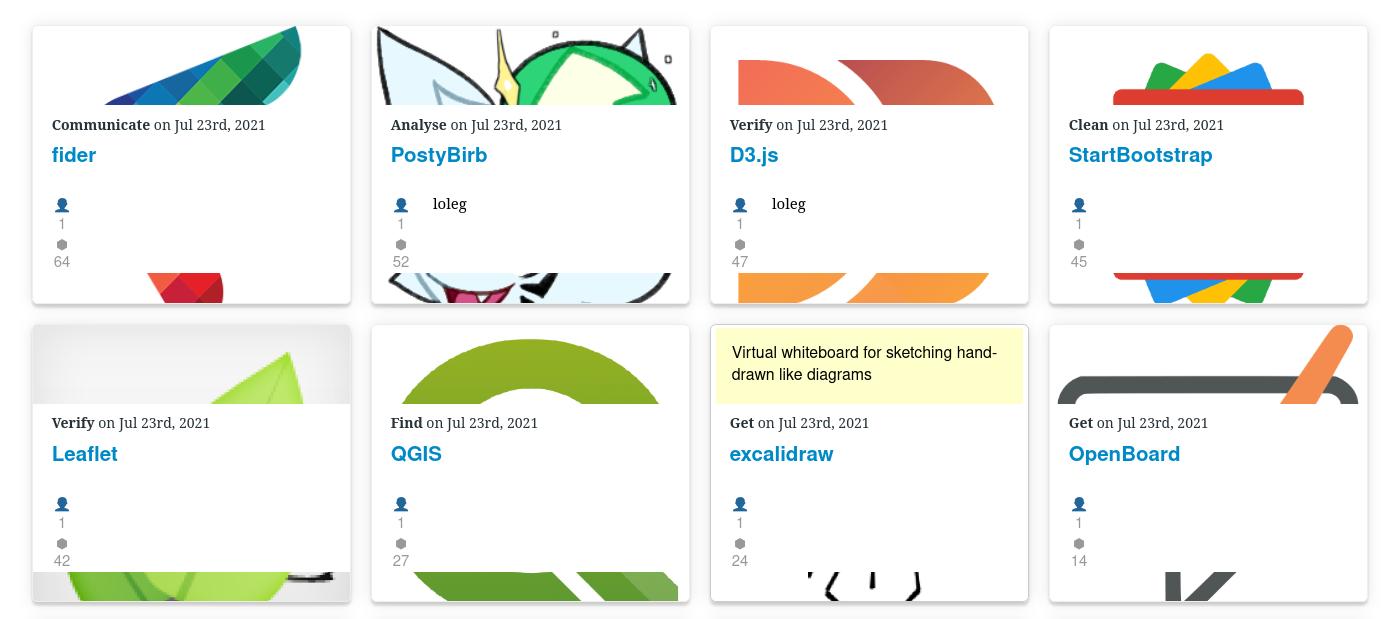 Communicate on Jul 23rd, 2021
fider
1
64
Analyse on Jul 23rd, 2021
PostyBirb
loleg
1
52
Verify on Jul 23rd, 2021
D3.js
loleg
1
47
Clean on Jul 23rd, 2021
StartBootstrap
1
45
Verify on Jul 23rd, 2021
Leaflet
1
42
Find on Jul 23rd, 2021
QGIS
1
27
Virtual whiteboard for sketching hand-
drawn like diagrams
Get on Jul 23rd, 2021
excalidraw
1
24
Get on Jul 23rd, 2021
OpenBoard
1
14